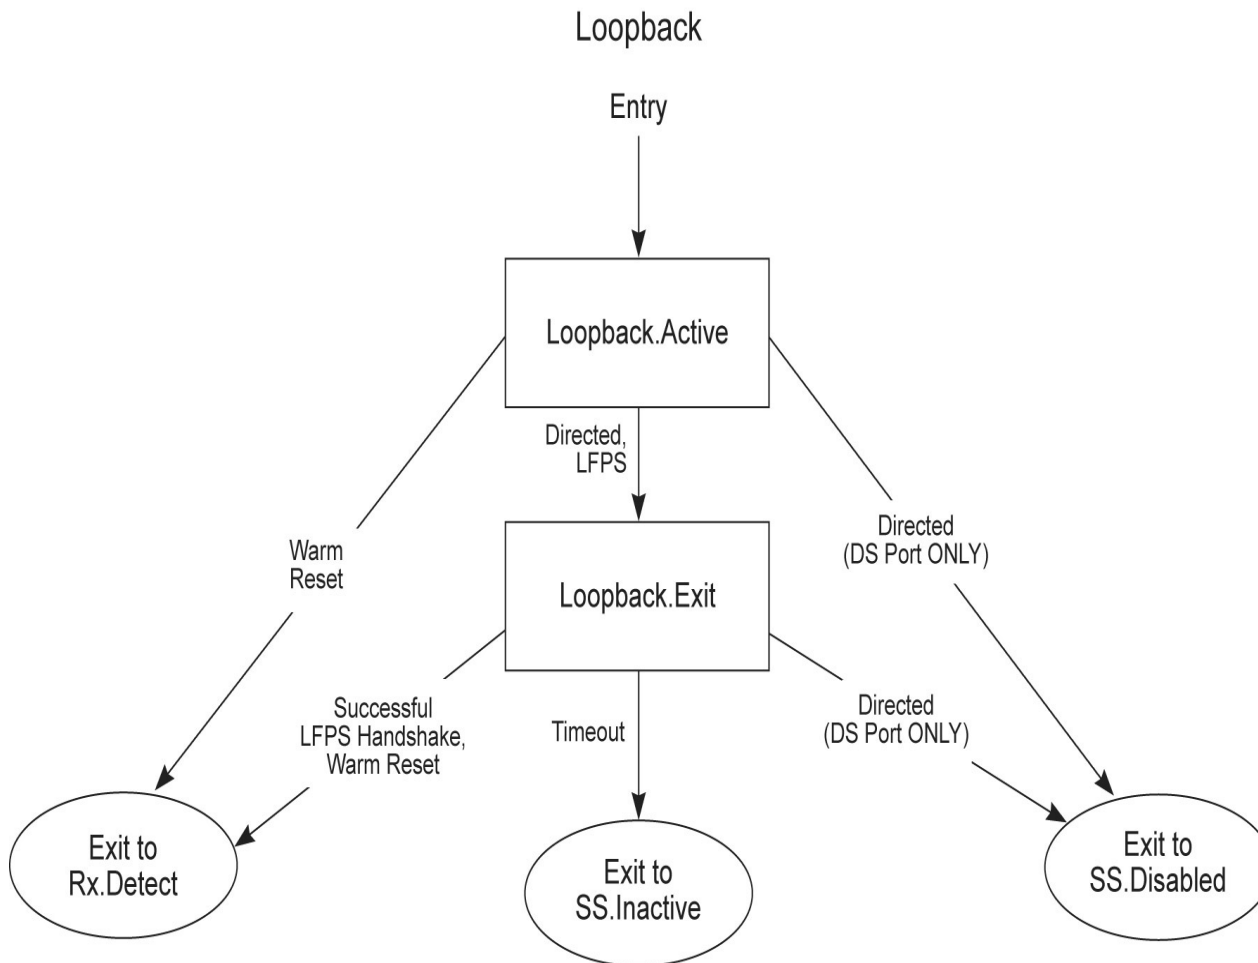 Loopback
Entry
Loopback.Active
Directed,
LFPS
Directed
(DS Port ONLY)
Warm
Reset
Loopback.Exit
Successful
LFPS Handshake,
Warm Reset
Timeout
Directed
(DS Port ONLY)
Exit to
Rx.Detect
Exit to
SS.Inactive
Exit to
SS.Disabled